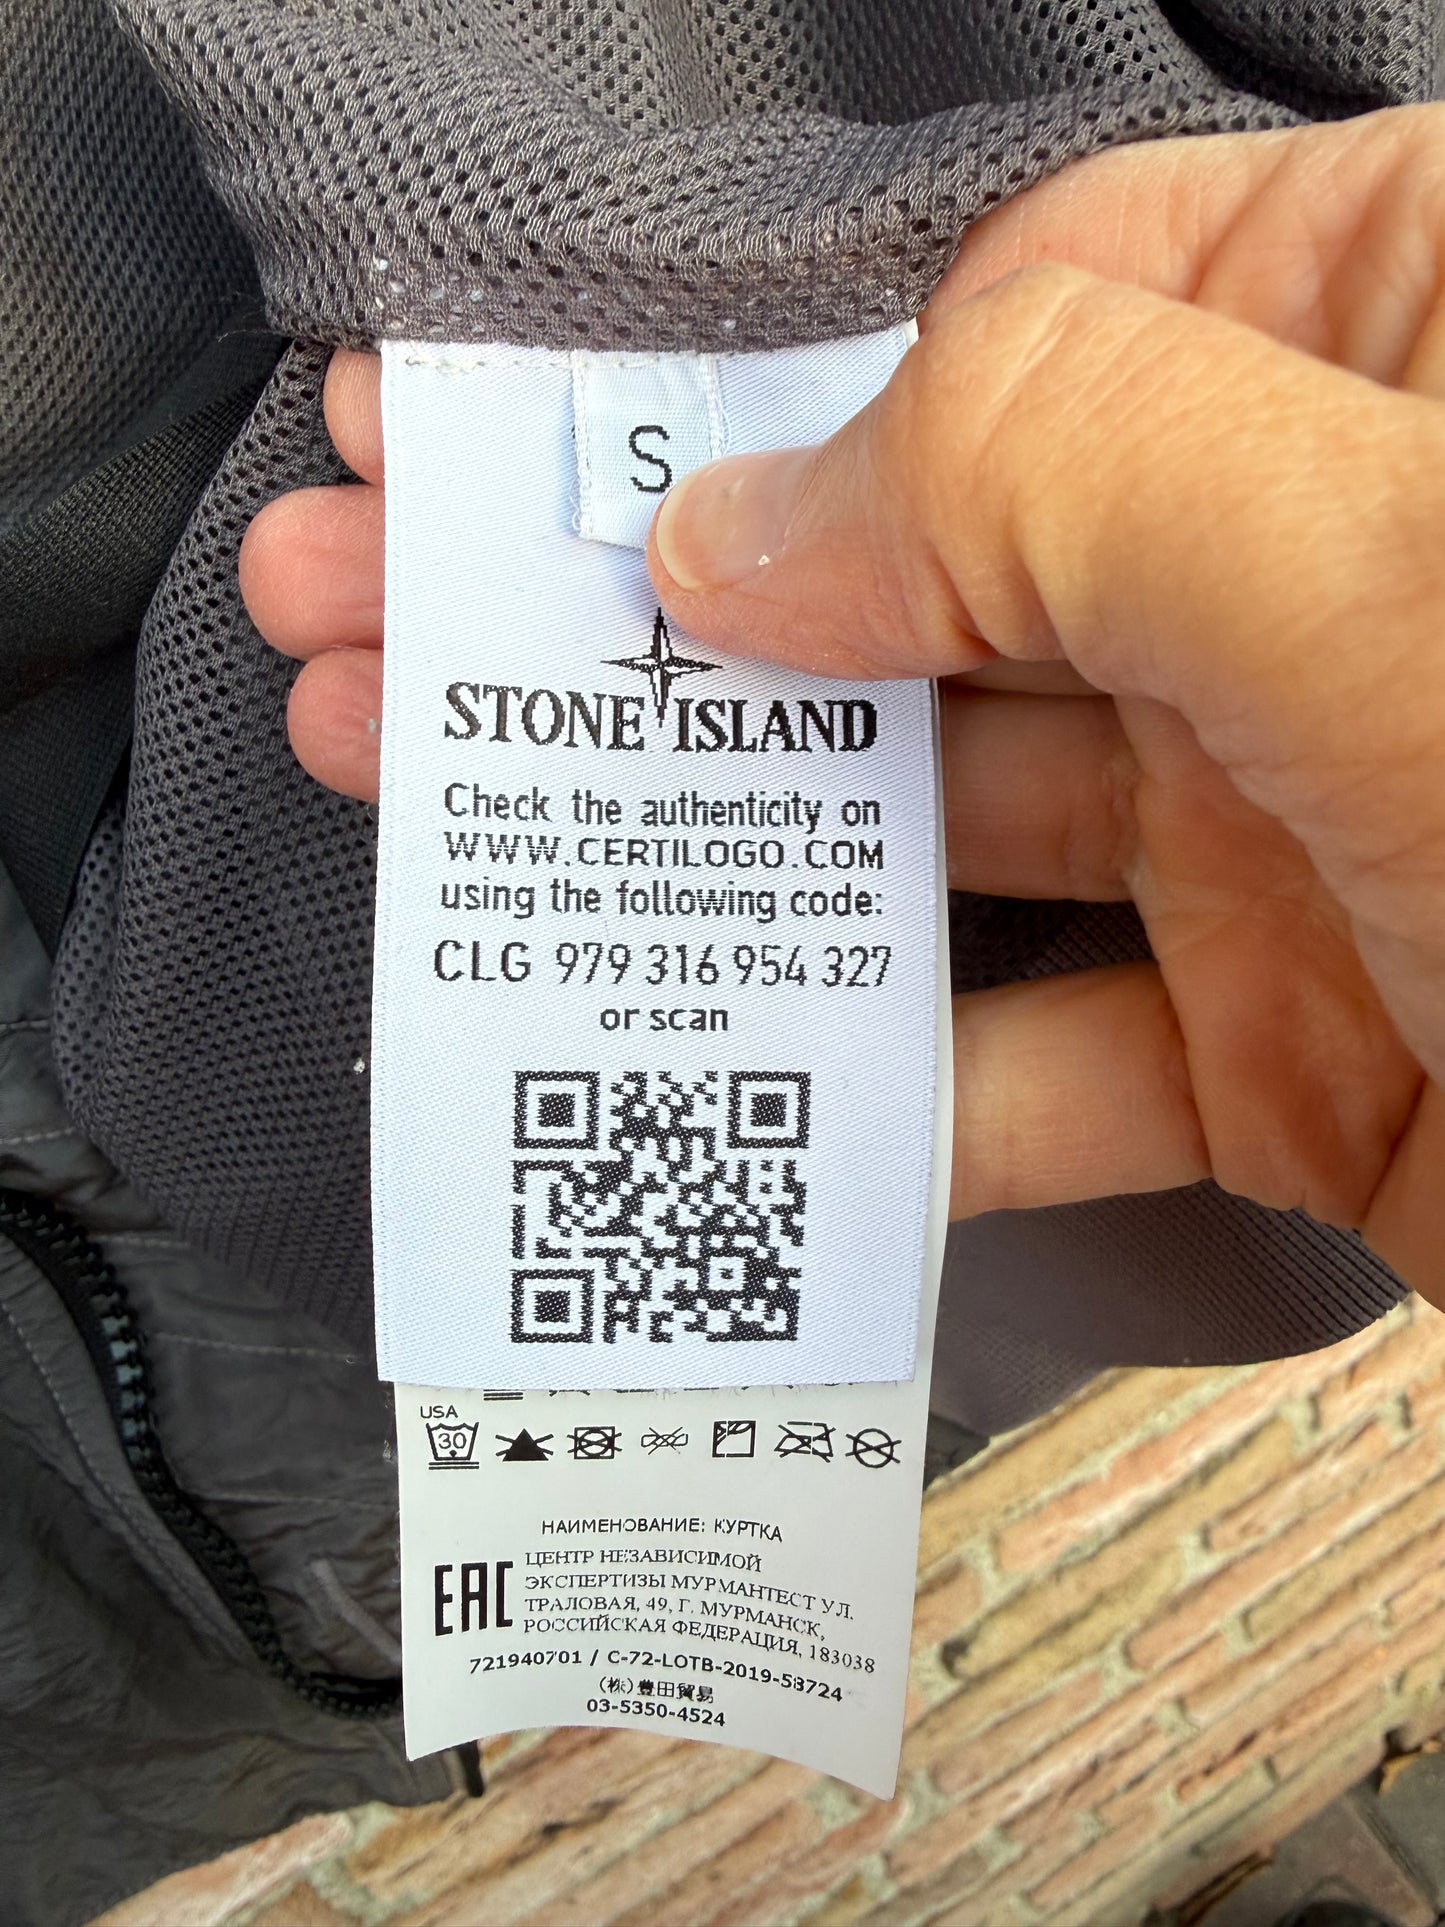 S
STONE ISLAND
Check the authenticity on
WWW.CERTILOGO.COM
using the following code:
CLG 979 316 954 327
or scan
USA
30
НАИМЕНОВАНИЕ: КУРТКА
EAC
ЦЕНТР НЕЗАВИСИМОЙ
ЭКСПЕРТИЗЫ МУРМАНТЕСТ УЛ.
ТРАЛОВАЯ, 49, Г. МУРМАНСК,
РОССИЙСКАЯ ФЕДЕРАЦИЯ, 183038
721940701 / C-72-LOTB-2019-58724
(株)豊田貿易
03-5350-4524